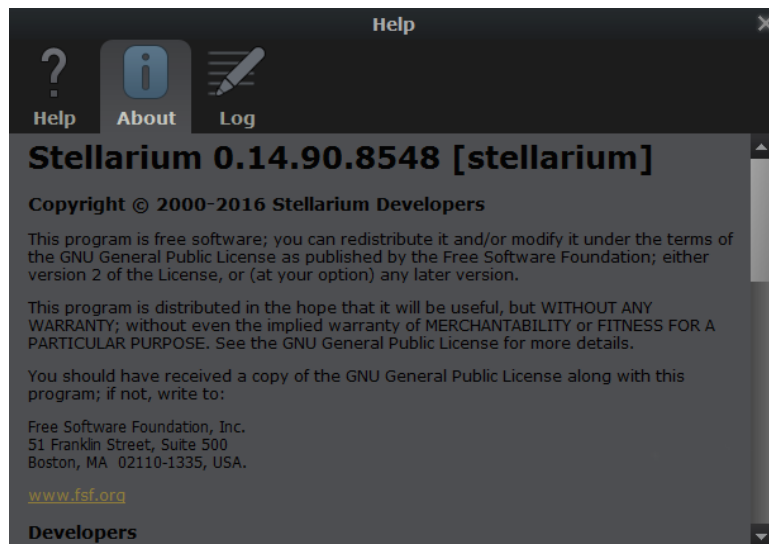 Help
Help About Log
Stellarium 0.14.90.8548 [stellarium]
Copyright © 2000-2016 Stellarium Developers
This program is free software; you can redistribute it and/or modify it under the terms of
the GNU General Public License as published by the Free Software Foundation; either
version 2 of the License, or (at your option) any later version.
This program is distributed in the hope that it will be useful, but WITHOUT ANY
WARRANTY; without even the implied warranty of MERCHANTABILITY or FITNESS FOR A
PARTICULAR PURPOSE. See the GNU General Public License for more details.
You should have received a copy of the GNU General Public License along with this
program; if not, write to:
Free Software Foundation, Inc.
51 Franklin Street, Suite 500
Boston, MA 02110-1335, USA.
www.fsf.org
Developers